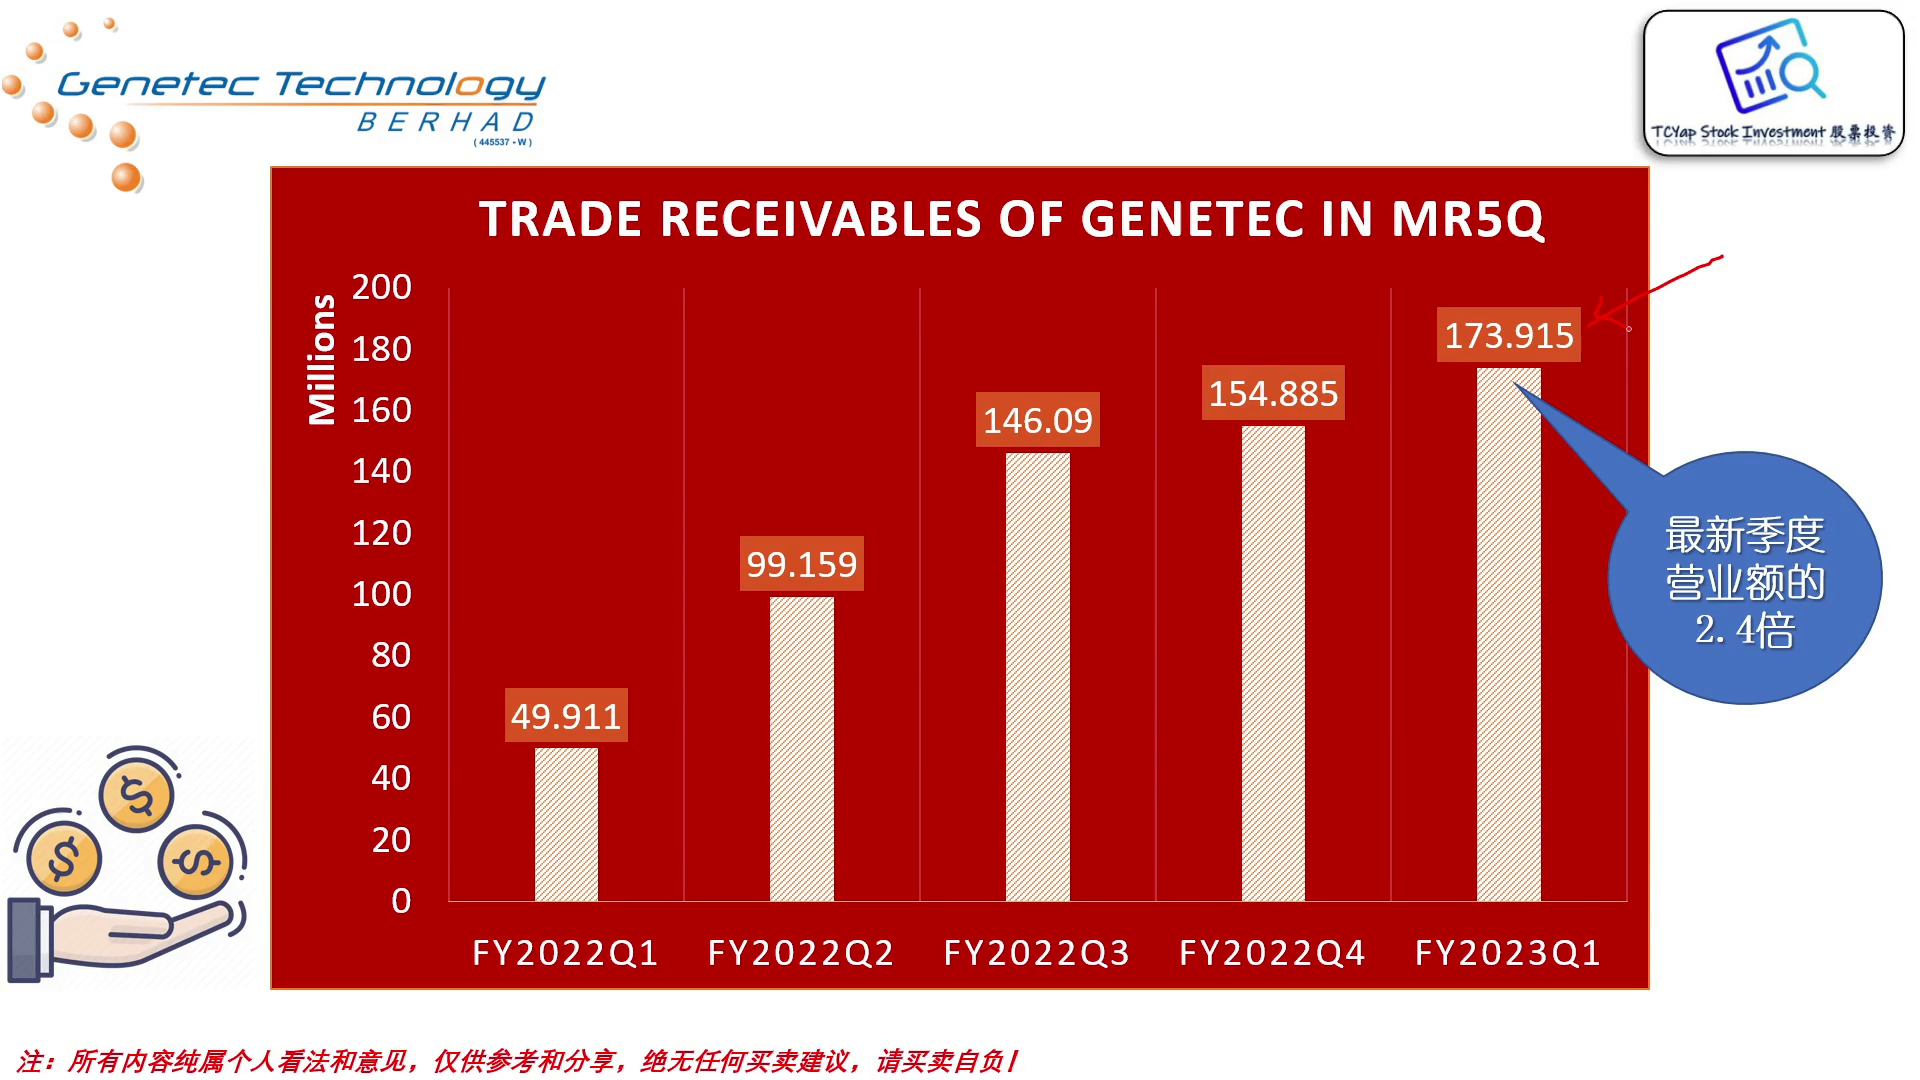 Genetec Technology
BERHAD
( 445537 - W )
TCYap Stock Investment 股票投资
TRADE RECEIVABLES OF GENETEC IN MR5Q
Millions
200
180
160
140
120
100
80
60
40
20
0
49.911
99.159
146.09
154.885
173.915
FY2022Q1
FY2022Q2
FY2022Q3
FY2022Q4
FY2023Q1
最新季度
营业额的
2.4倍
注：所有内容纯属个人看法和意见，仅供参考和分享，绝无任何买卖建议，请买卖自负！